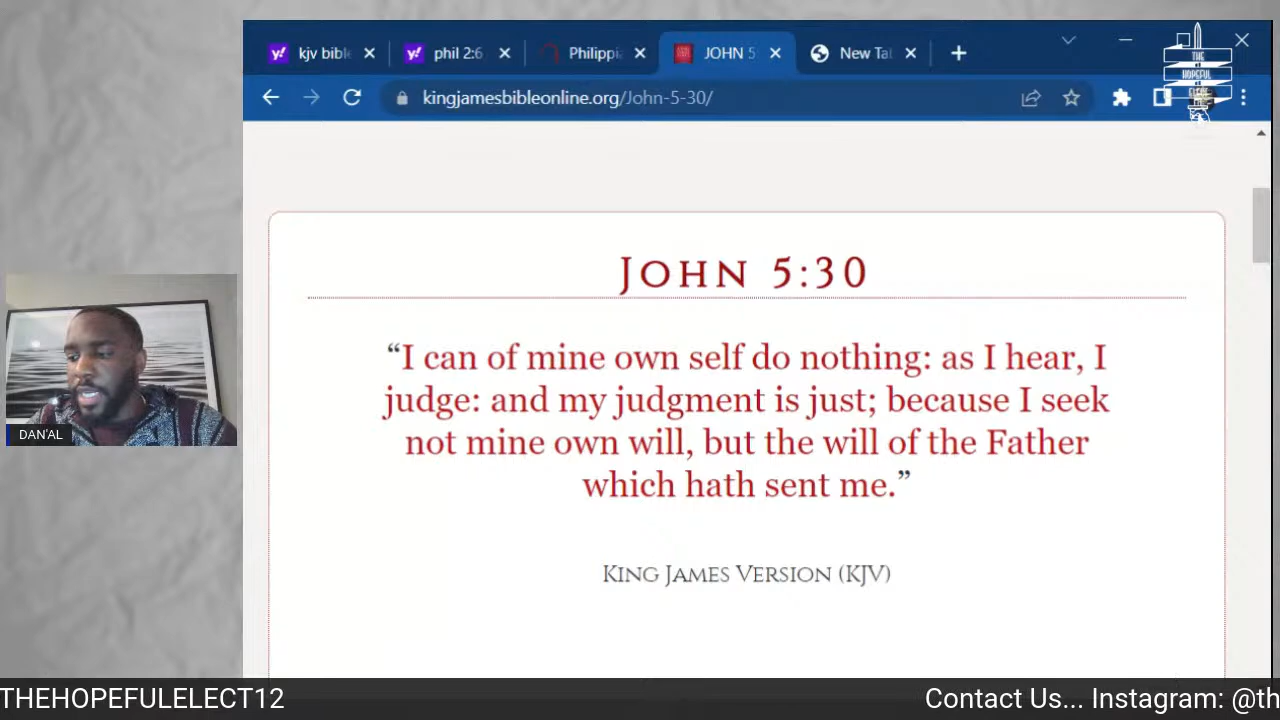 kjv bibl
phil 2:6
Philippi
JOHN 5
New Tal
kingjamesbibleonline.org/John-5-30/
THE
HOPEFUL
JOHN 5:30
“I can of mine own self do nothing: as I hear, I
judge: and my judgment is just; because I seek
not mine own will, but the will of the Father
which hath sent me.”
KING JAMES VERSION (KJV)
DAN'AL
THEHOPEFULELECT12
Contact Us... Instagram: @th